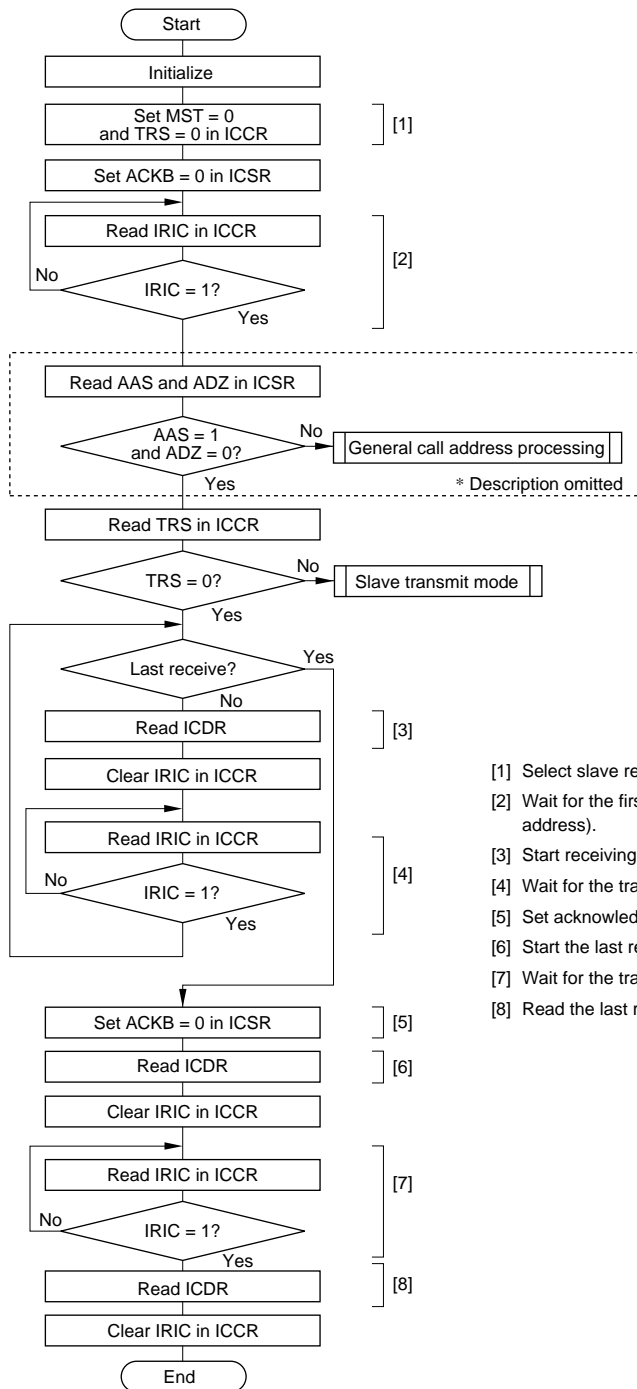 Start
Initialize
Set MST = 0
and TRS = 0 in ICCR
[1]
Set ACKB = 0 in ICSR
Read IRIC in ICCR
[2]
No
IRIC = 1?
Yes
Read AAS and ADZ in ICSR
AAS = 1
and ADZ = 0?
No
General call address processing
Yes
* Description omitted
Read TRS in ICCR
TRS = 0?
No
Slave transmit mode
Yes
Last receive?
Yes
No
Read ICDR
[3]
Clear IRIC in ICCR
Read IRIC in ICCR
[4]
No
IRIC = 1?
Yes
[1] Select slave re
[2] Wait for the firs
address).
[3] Start receiving
[4] Wait for the tra
[5] Set acknowled
[6] Start the last re
[7] Wait for the tra
[8] Read the last r
Set ACKB = 0 in ICSR
[5]
Read ICDR
[6]
Clear IRIC in ICCR
Read IRIC in ICCR
[7]
No
IRIC = 1?
Yes
Read ICDR
[8]
Clear IRIC in ICCR
End